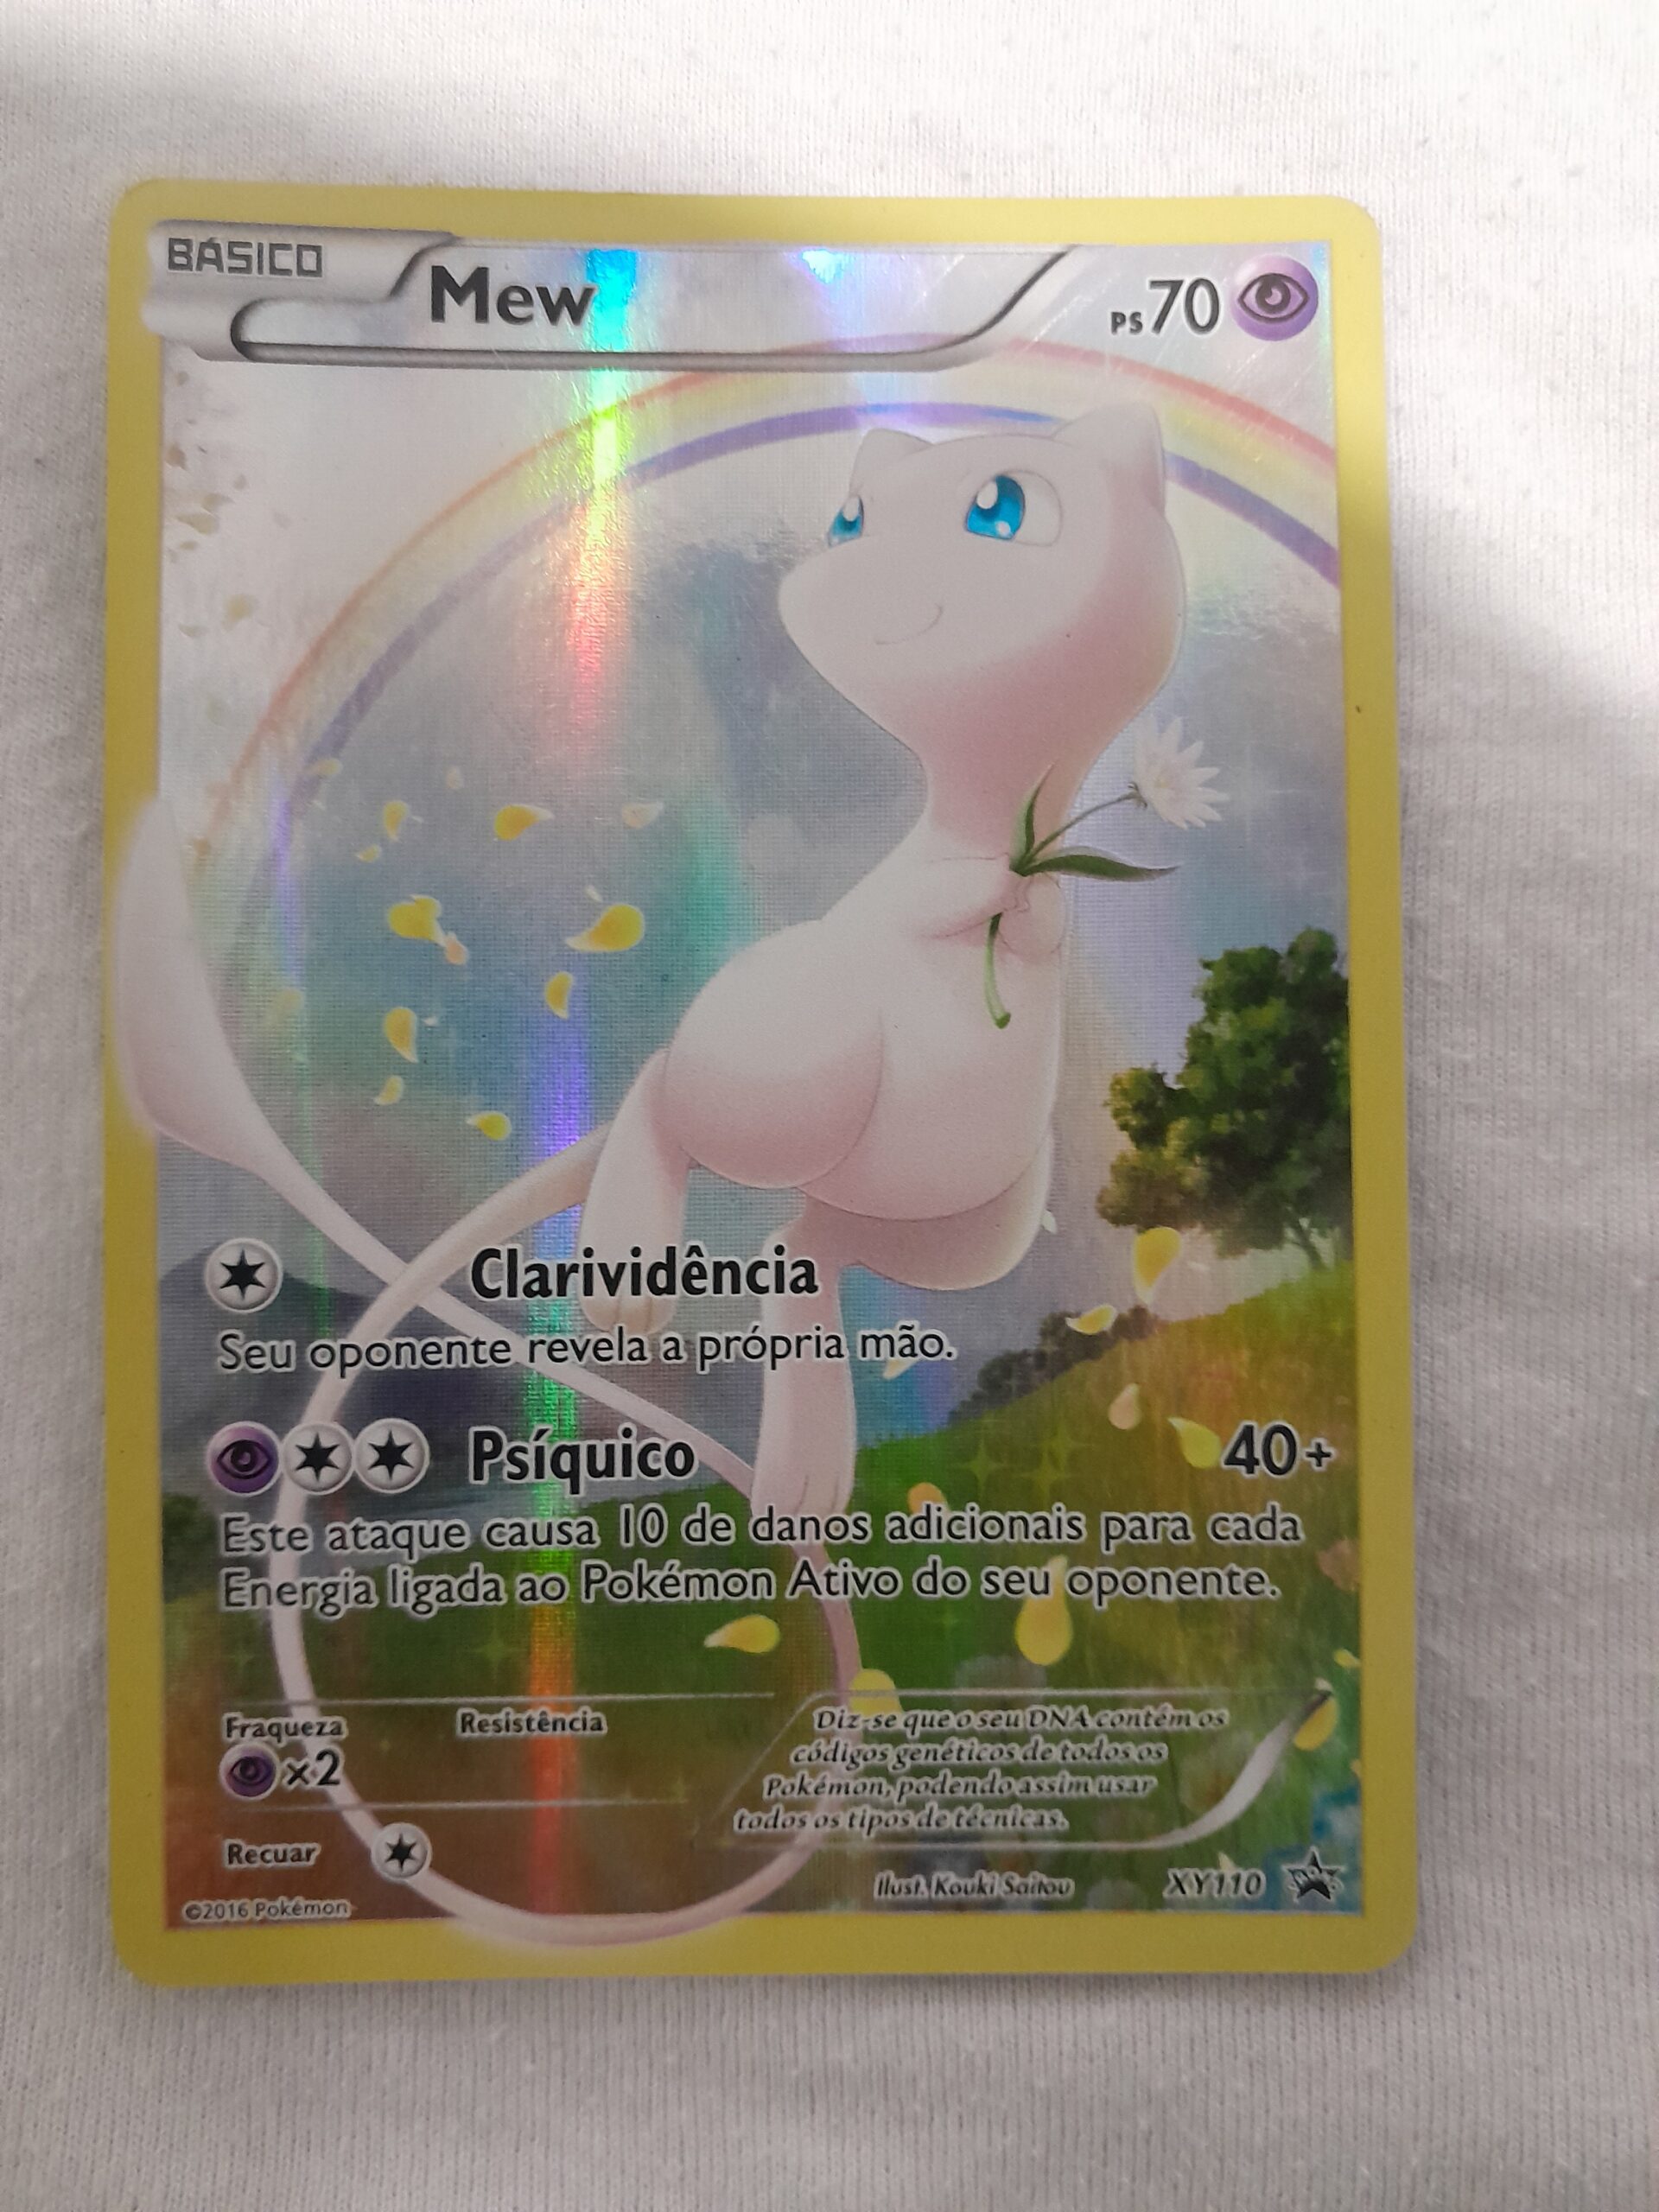 BÁSICO
Mew
PS70
Clarividência
Seu oponente revela a própria mão.
Psíquico 40+
Este ataque causa 10 de danos adicionais para cada
Energia ligada ao Pokémon Ativo do seu oponente.
Fraqueza
×2
Resistência
Diz-se que o seu DNA contém os
códigos genéticos de todos os
Pokémon, podendo assim usar
todos os tipos de técnicas.
Recuar
Ilust. Kouki Saitou
XY110
©2016 Pokémon